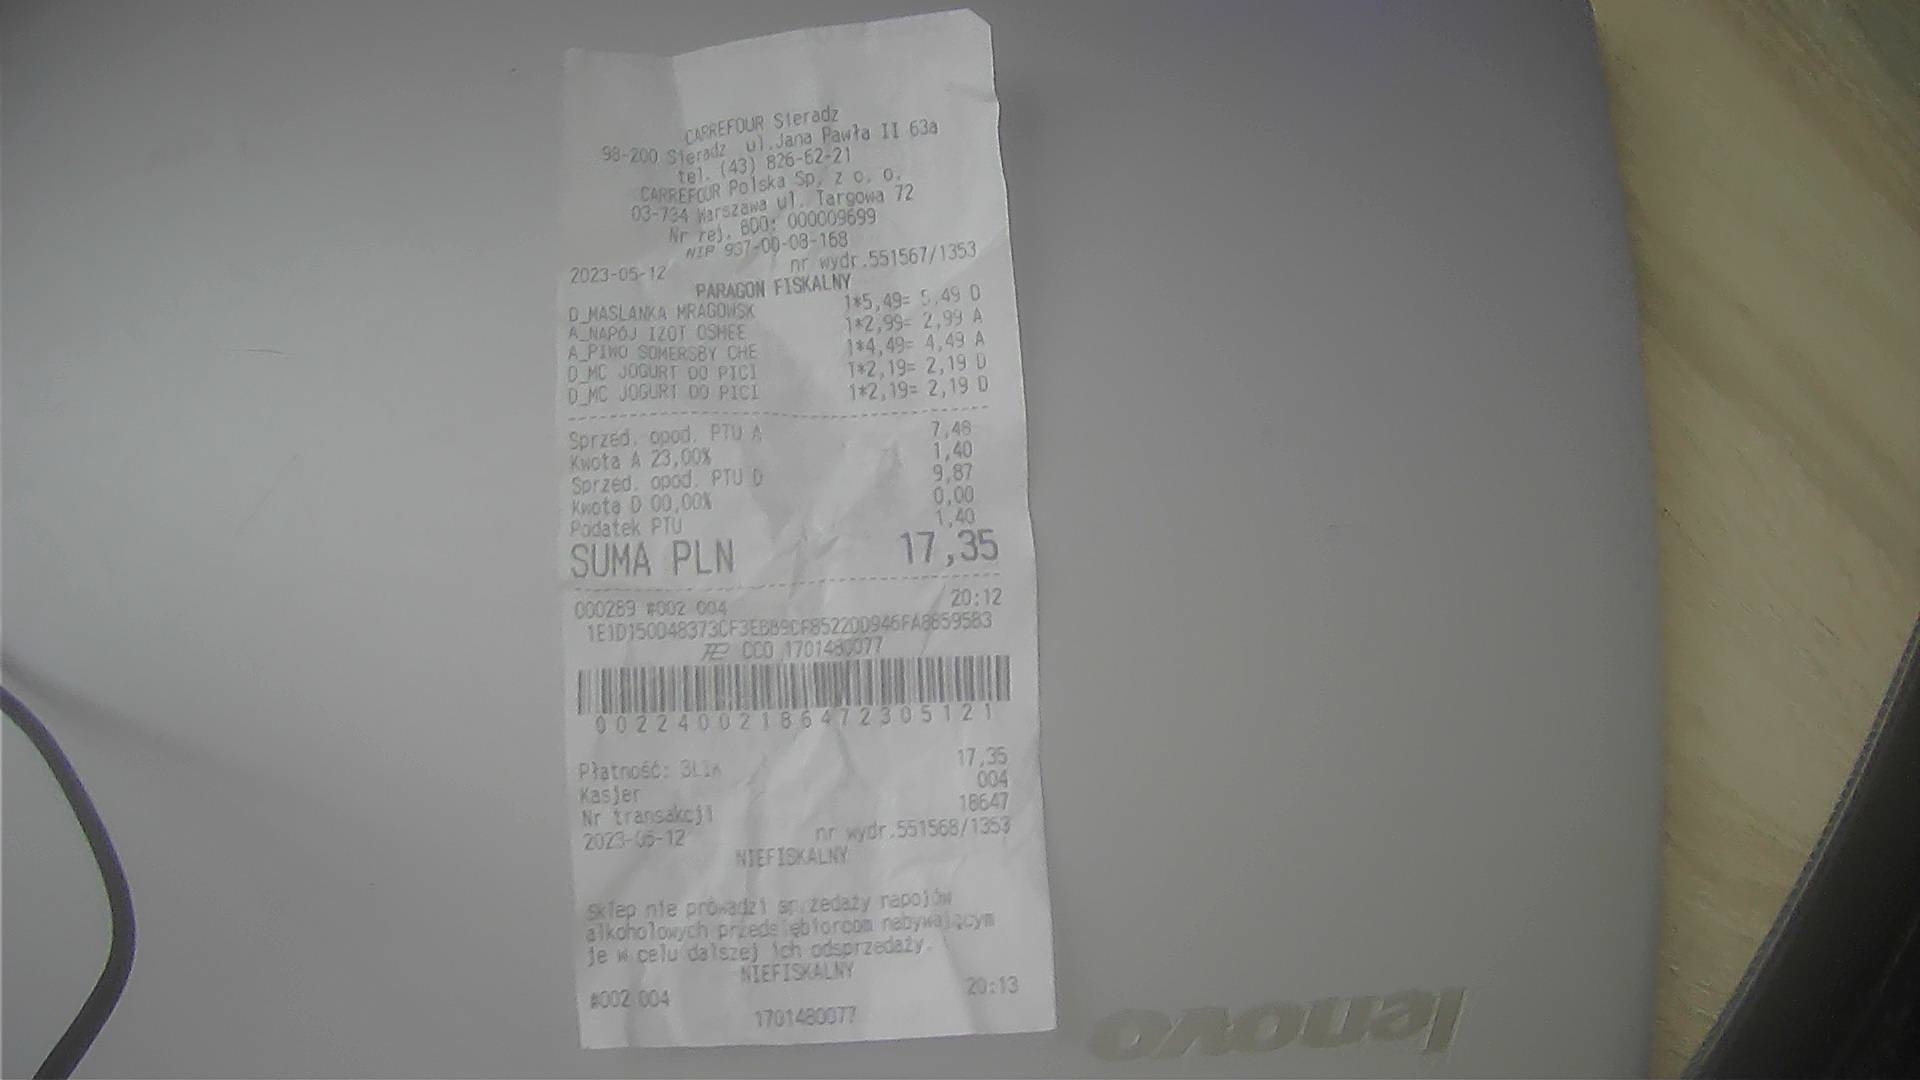 CARREFOUR Sieradz
98-200 Sieradz ul.Jana Pawła II 63a
tel. (43) 826-62-21
CARREFOUR Polska Sp. z o. o.
03-734 Warszawa ul. Targowa 72
Nr rej. BDO: 000009699
NIP 937-00-08-168
2023-05-12 nr wydr.551567/1353
PARAGON FISKALNY
D_MASLANKA MRAGOWSK 1*5,49= 5,49 D
A_NAPÓJ IZOT OSHEE 1*2,99= 2,99 A
A_PIWO SOMERSBY CHE 1*4,49= 4,49 A
D_MC JOGURT DO PICI 1*2,19= 2,19 D
D_MC JOGURT DO PICI 1*2,19= 2,19 D
Sprzed. opod. PTU A 7,48
Kwota A 23,00% 1,40
Sprzed. opod. PTU D 9,87
Kwota D 00,00% 0,00
Podatek PTU 1,40
SUMA PLN 17,35
000289 #002 004 20:12
CCO 1701480077
00224002186472305121
Płatność: 17,35
Kasjer 004
Nr transakcji 18647
2023-05-12 nr wydr.551568/1353
NIEFISKALNY
sklep nie prowadzi sprzedaży napojów
alkoholowych przedsiębiorcom nabywającym
je w celu dalszej ich odsprzedaży.
NIEFISKALNY
#002 004 20:13
1701480077
lenovo